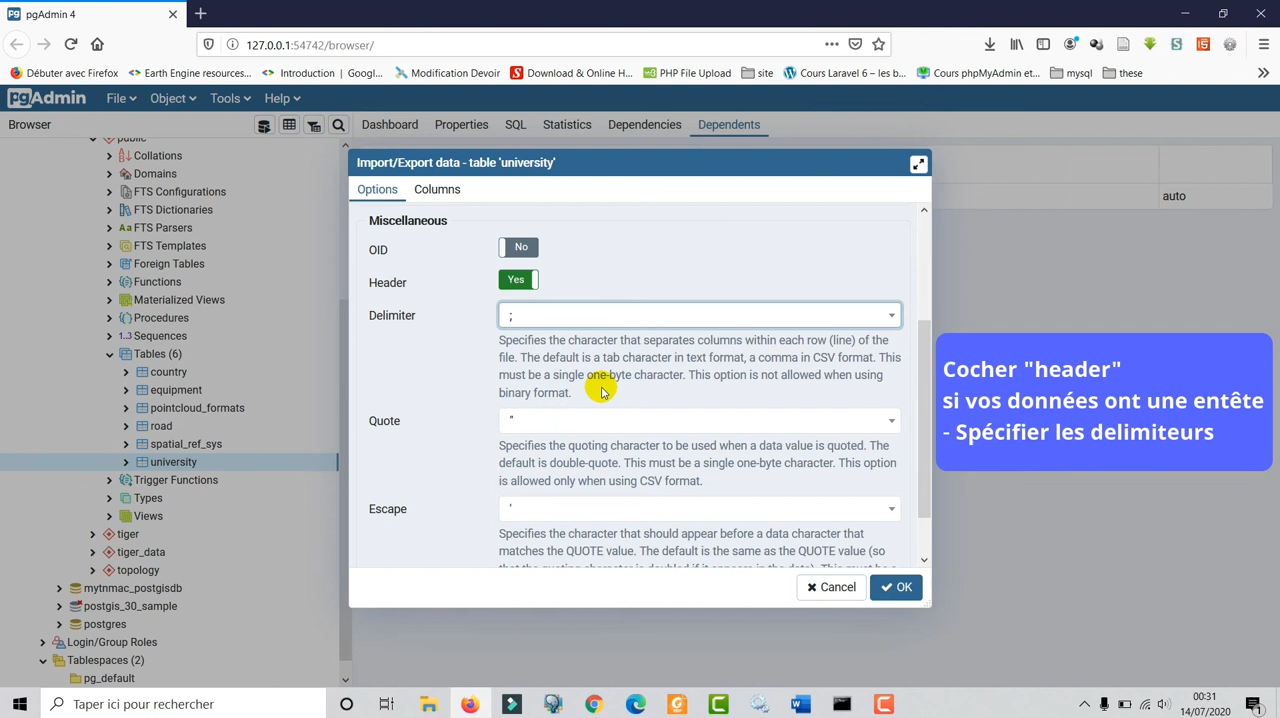 pgAdmin 4
127.0.0.1:54742/browser/
Débuter avec Firefox
Earth Engine resources...
Introduction | Googl...
Modification Devoir
Download & Online H...
PHP File Upload
site
Cours Laravel 6 – les b...
Cours phpMyAdmin et...
mysql
these
pgAdmin
File
Object
Tools
Help
Browser
Dashboard
Properties
SQL
Statistics
Dependencies
Dependents
public
Collations
Domains
FTS Configurations
FTS Dictionaries
FTS Parsers
FTS Templates
Foreign Tables
Functions
Materialized Views
Procedures
Sequences
Tables (6)
country
equipment
pointcloud_formats
road
spatial_ref_sys
university
Trigger Functions
Types
Views
tiger
tiger_data
topology
mytnmac_postgisdb
postgis_30_sample
postgres
Login/Group Roles
Tablespaces (2)
pg_default
auto
Import/Export data - table 'university'
Options
Columns
Miscellaneous
OID
No
Header
Yes
Delimiter
;
Specifies the character that separates columns within each row (line) of the
file. The default is a tab character in text format, a comma in CSV format. This
must be a single one-byte character. This option is not allowed when using
binary format.
Quote
"
Specifies the quoting character to be used when a data value is quoted. The
default is double-quote. This must be a single one-byte character. This option
is allowed only when using CSV format.
Escape
'
Specifies the character that should appear before a data character that
matches the QUOTE value. The default is the same as the QUOTE value (so
Cancel
OK
Cocher "header"
si vos données ont une entête
- Spécifier les delimiteurs
Taper ici pour rechercher
00:31
14/07/2020